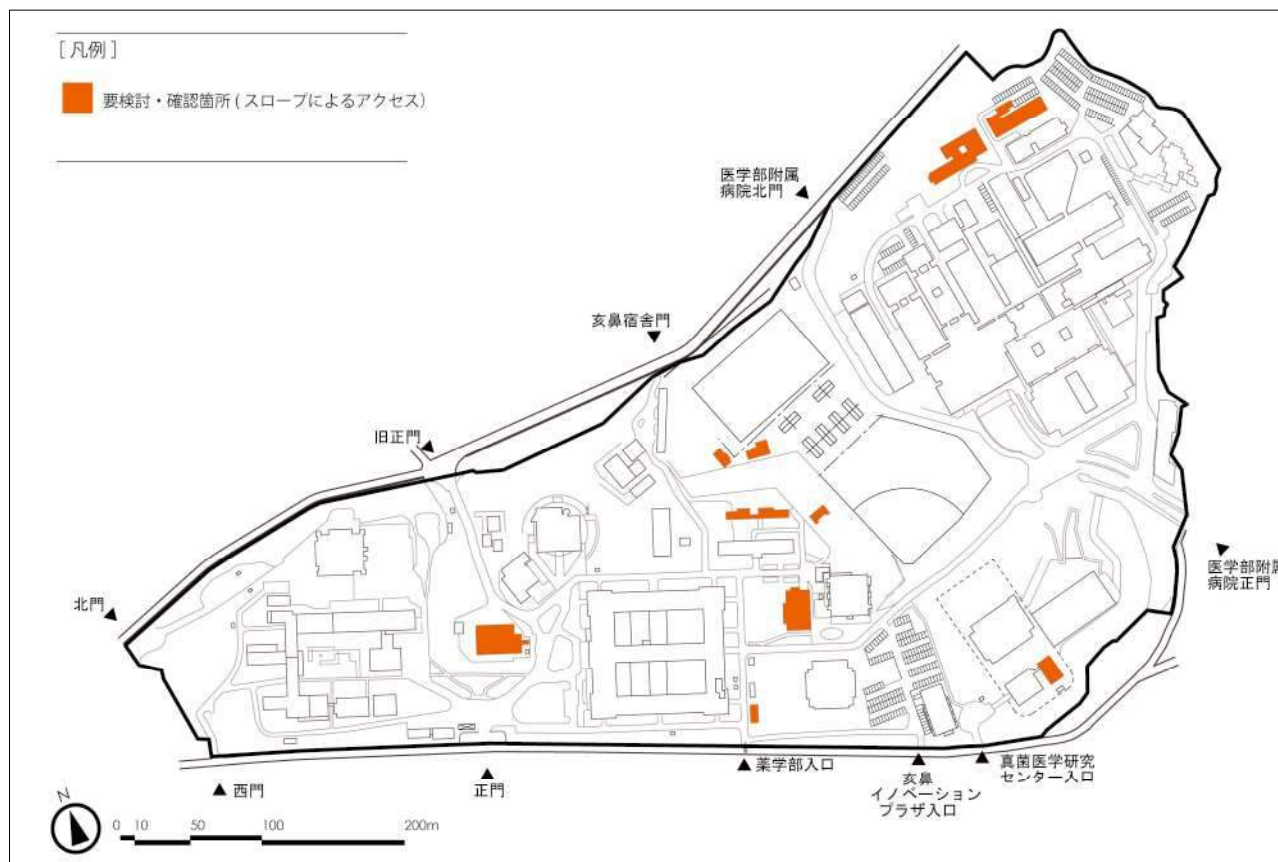 [ 凡例 ]
要検討・確認箇所 ( スロープによるアクセス）
医学部附属
病院北門
亥鼻宿舎門
旧正門
北門
医学部附属
病院正門
西門
正門
薬学部入口
亥鼻
イノベーション
プラザ入口
真菌医学研究
センター入口
N
0 10 50 100 200m